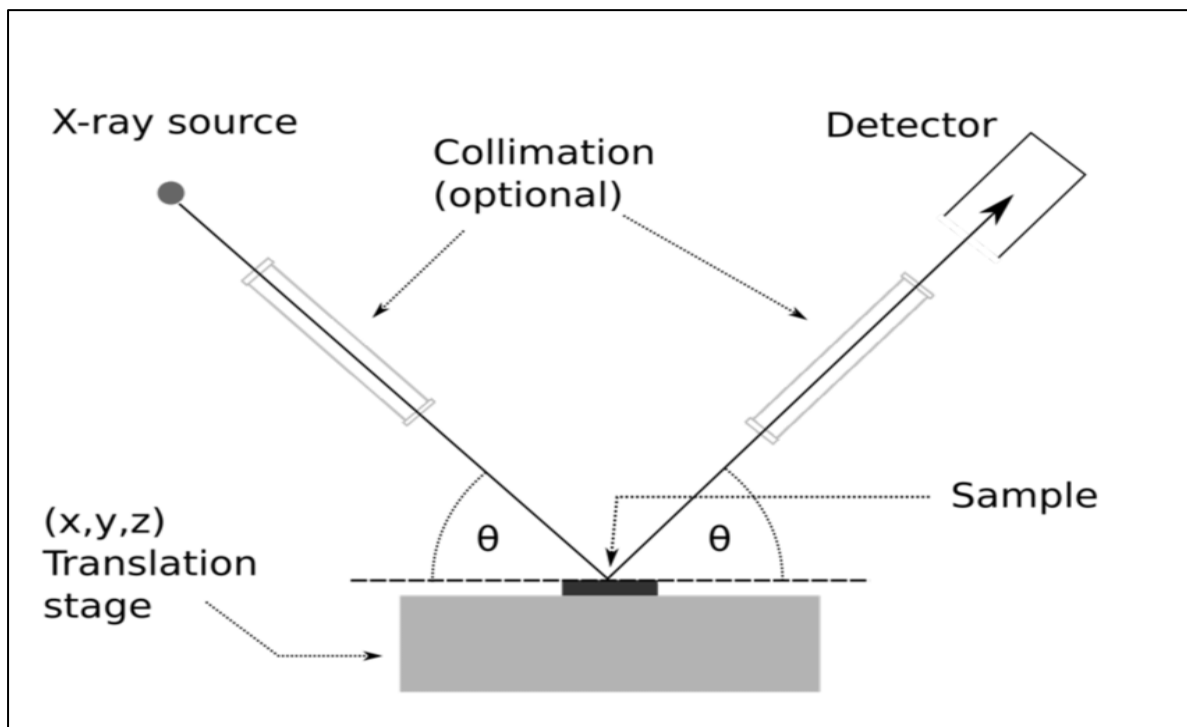 X-ray source
Detector
Collimation
(optional)
Sample
(x,y,z)
Translation
stage
θ
θ